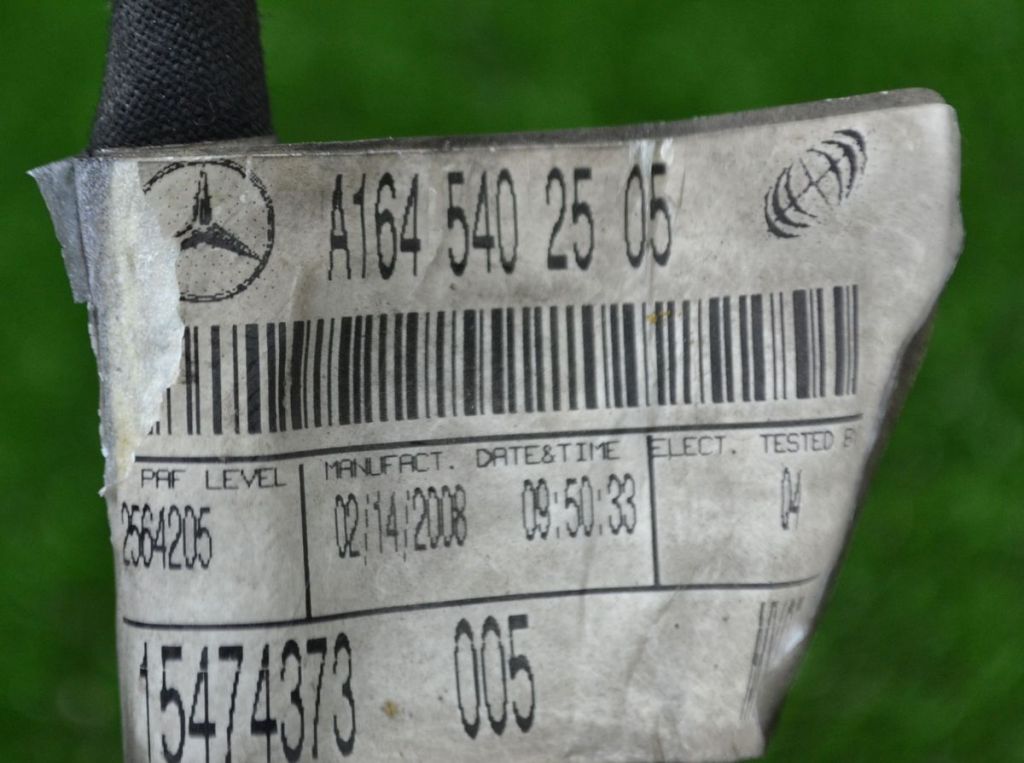 A164 540 25 05
PAF LEVEL MANUFACT. DATE&TIME ELECT. TESTED B
2564205 02;14;2008 09:50:33 04
15474373 005